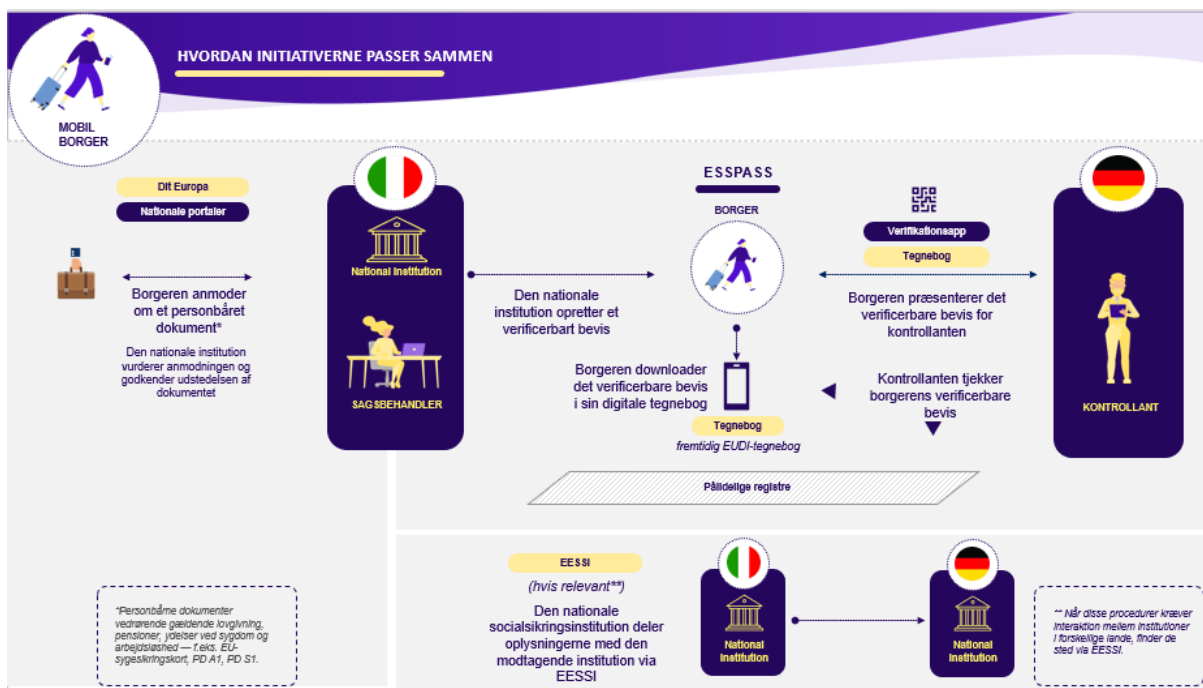 HVORDAN INITIATIVERNE PASSER SAMMEN
MOBIL
BORGER
Dit Europa
Nationale portaler
Borgeren anmoder
om et personbåret
dokument*
Den nationale institution
vurderer anmodningen og
godkender udstedelsen af
dokumentet
National Institution
SAGSBEHANDLER
Den nationale
institution opretter et
verificerbart bevis
ESSPASS
BORGER
Borgeren downloader
det verificerbare bevis
i sin digitale tegnebog
Tegnebog
fremtidig EUDI-tegnebog
Verifikationsapp
Tegnebog
Borgeren præsenterer det
verificerbare bevis for
kontrollanten
Kontrollanten tjekker
borgerens verificerbare
bevis
KONTROLLANT
Pålidelige registre
*Personbårne dokumenter
vedrørende gældende lovgivning,
pensioner, ydelser ved sygdom og
arbejdsløshed — f.eks. EU-
sygesikringskort, PD A1, PD S1.
EESSI
(hvis relevant**)
Den nationale
socialsikringsinstitution deler
oplysningerne med den
modtagende institution via
EESSI
National
Institution
National
Institution
** Når disse procedurer kræver
interaktion mellem institutioner
i forskellige lande, finder de
sted via EESSI.